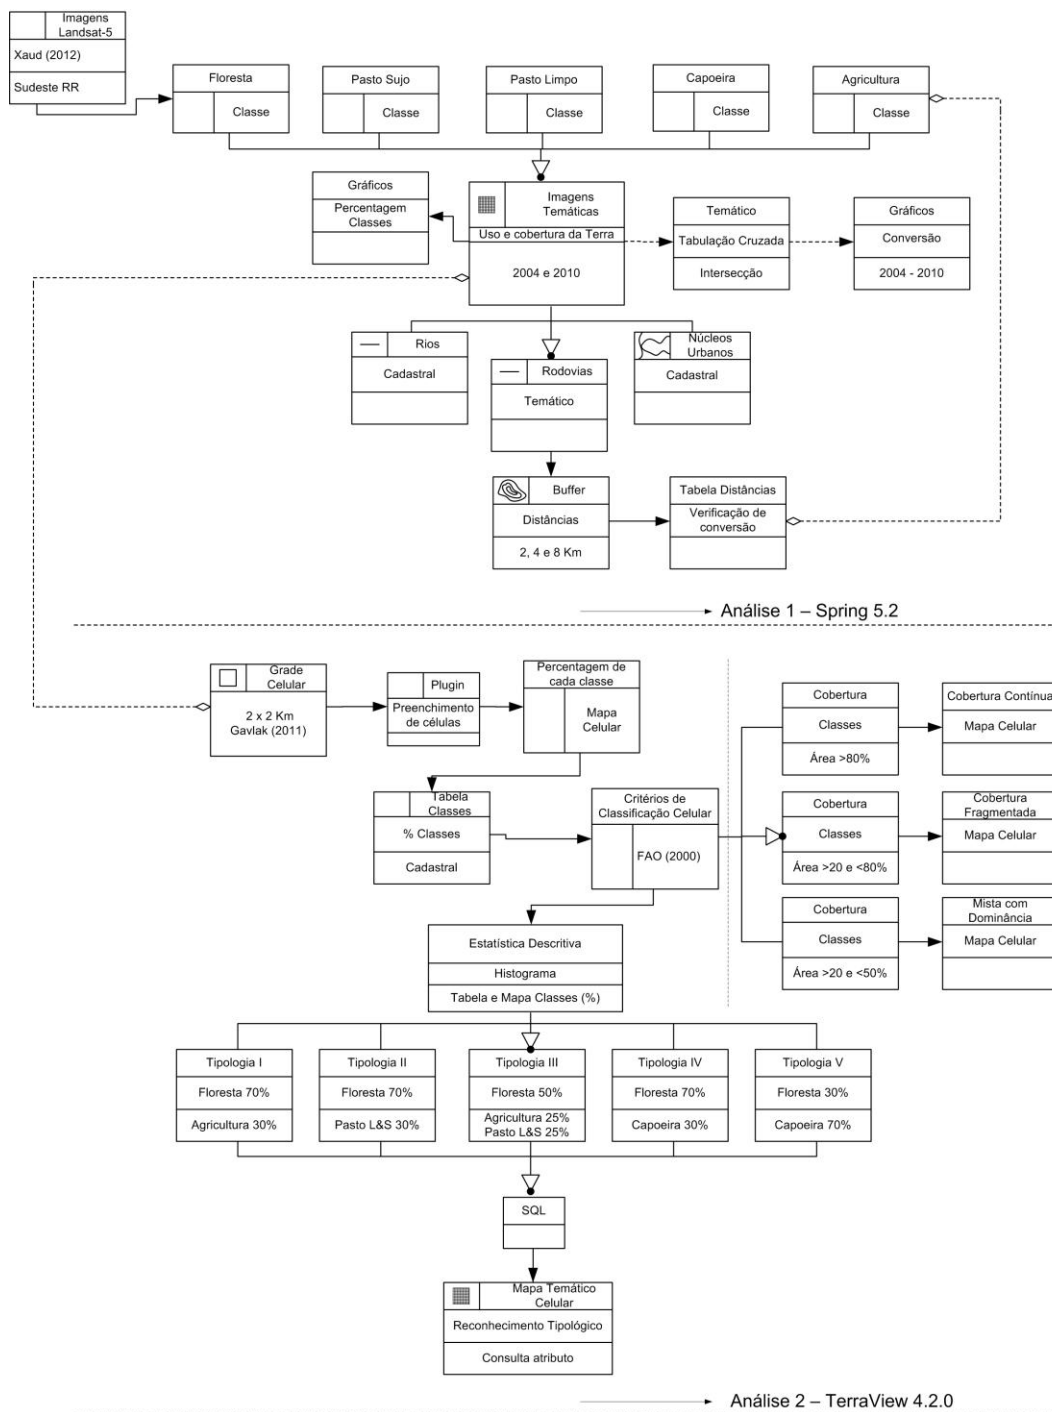 Imagens
Landsat-5
Xaud (2012)
Sudeste RR
Floresta
Classe
Pasto Sujo
Classe
Pasto Limpo
Classe
Capoeira
Classe
Agricultura
Classe
Gráficos
Percentagem
Classes
Imagens
Temáticas
Uso e cobertura da Terra
2004 e 2010
Temático
Tabulação Cruzada
Intersecção
Gráficos
Conversão
2004 - 2010
Rios
Cadastral
Rodovias
Temático
Núcleos
Urbanos
Cadastral
Buffer
Distâncias
2, 4 e 8 Km
Tabela Distâncias
Verificação de
conversão
Análise 1 – Spring 5.2
Grade
Celular
2 x 2 Km
Gavlak (2011)
Plugin
Preenchimento
de células
Percentagem de
cada classe
Mapa
Celular
Tabela
Classes
% Classes
Cadastral
Critérios de
Classificação Celular
FAO (2000)
Cobertura
Classes
Área >80%
Cobertura Contínua
Mapa Celular
Cobertura
Classes
Área >20 e <80%
Cobertura
Fragmentada
Mapa Celular
Cobertura
Classes
Área >20 e <50%
Mista com
Dominância
Mapa Celular
Estatística Descritiva
Histograma
Tabela e Mapa Classes (%)
Tipologia I
Floresta 70%
Agricultura 30%
Tipologia II
Floresta 70%
Pasto L&S 30%
Tipologia III
Floresta 50%
Agricultura 25%
Pasto L&S 25%
Tipologia IV
Floresta 70%
Capoeira 30%
Tipologia V
Floresta 30%
Capoeira 70%
SQL
Mapa Temático
Celular
Reconhecimento Tipológico
Consulta atributo
Análise 2 – TerraView 4.2.0